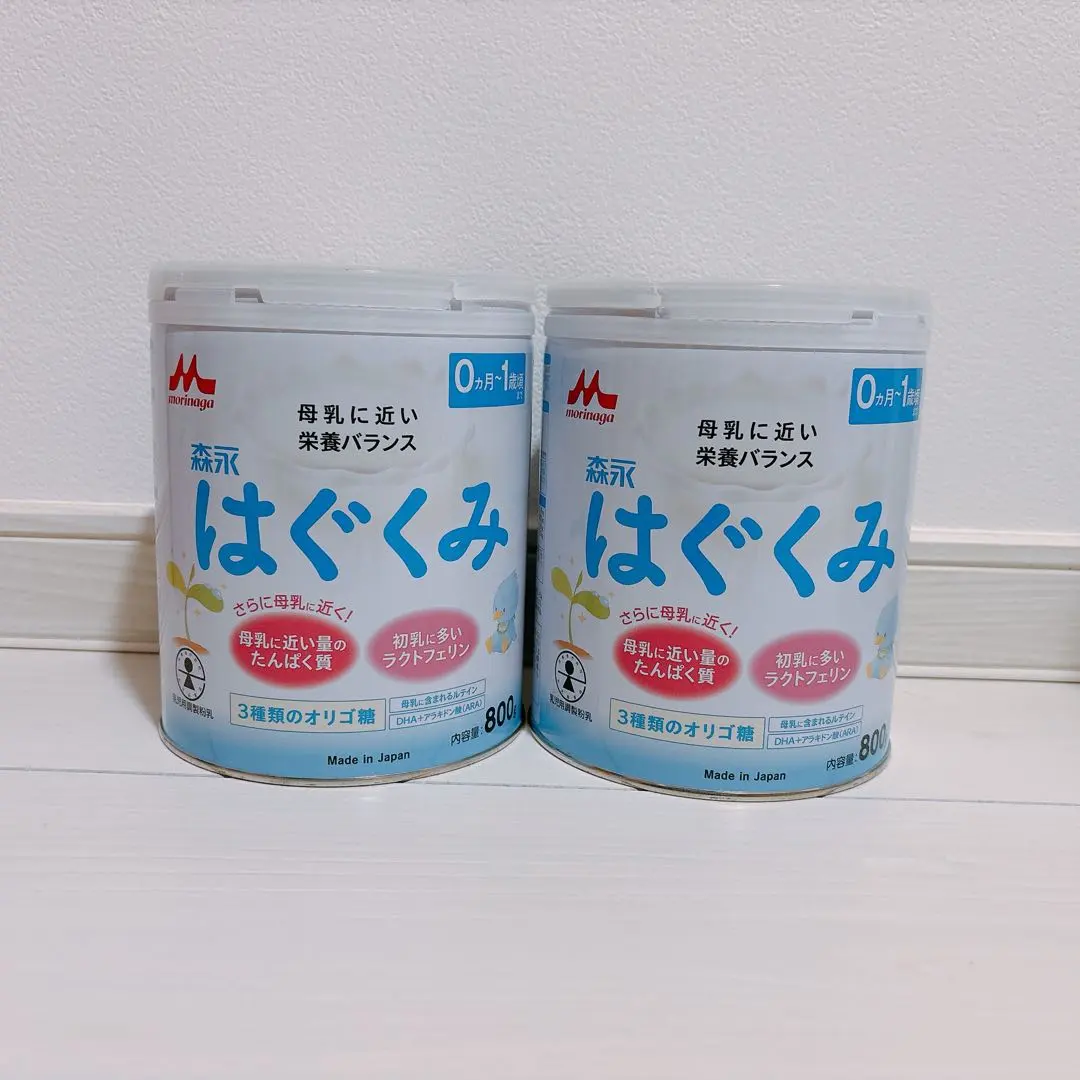 morinaga
0ヵ月~1歳頃
まで
母乳に近い
栄養バランス
森永
はぐくみ
さらに母乳に近く!
母乳に近い量の
たんぱく質
初乳に多い
ラクトフェリン
乳児用調製粉乳
3種類のオリゴ糖
母乳に含まれるルテイン
DHA+アラキドン酸(ARA)
内容量:800g
Made in Japan
morinaga
0ヵ月~1歳頃
母乳に近い
栄養バランス
森永
はぐくみ
さらに母乳に近く!
母乳に近い量の
たんぱく質
初乳に多い
ラクトフェリン
乳児用調製粉乳
3種類のオリゴ糖
母乳に含まれるルテイン
DHA+アラキドン酸(ARA)
内容量:800
Made in Japan